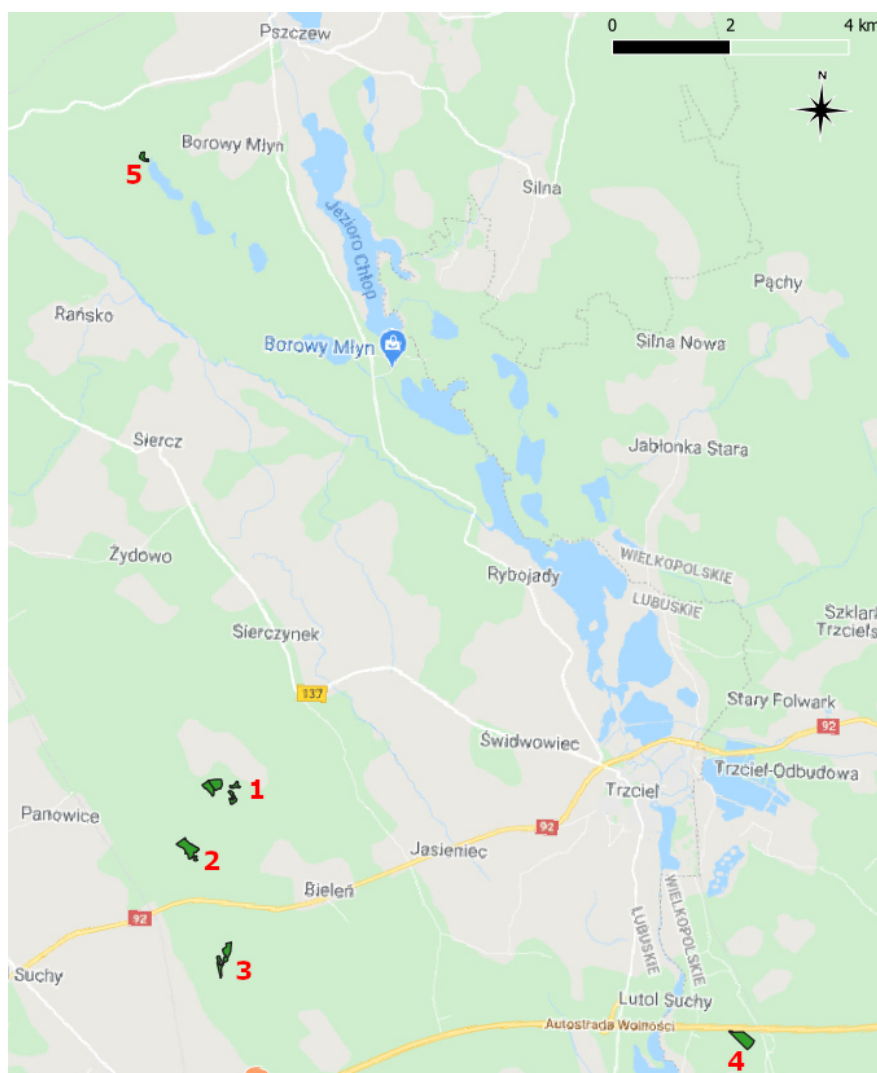 0 2 4 km
Pszczew
N
Borowy Młyn
5
Silna
Jezioro Chłop
Pąchy
Rańsko
Borowy Młyn
Silna Nowa
Siercz
Jabłonka Stara
Żydowo
WIELKOPOLSKIE
Rybojady
LUBUSKIE
Szklar
Trzciels
Sierczynek
137
Stary Folwark
92
Świdwowiec
Trzciel-Odbudowa
1
Trzciel
Panowice
92
Jasieniec
2
Bieleń
92
LUBUSKIE
WIELKOPOLSKIE
3
Suchy
Lutol Suchy
Autostrada Wolności
4